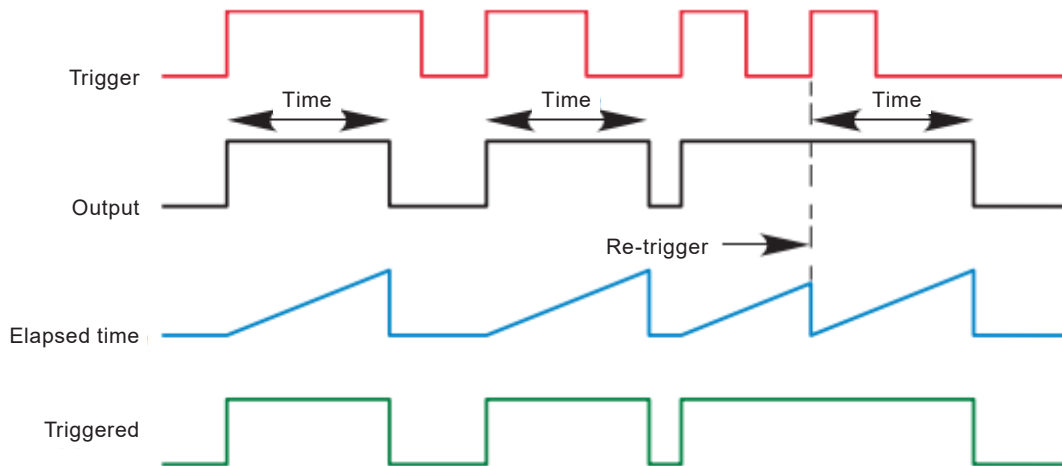 Trigger
Time
Time
Time
Output
Re-trigger
Elapsed time
Triggered